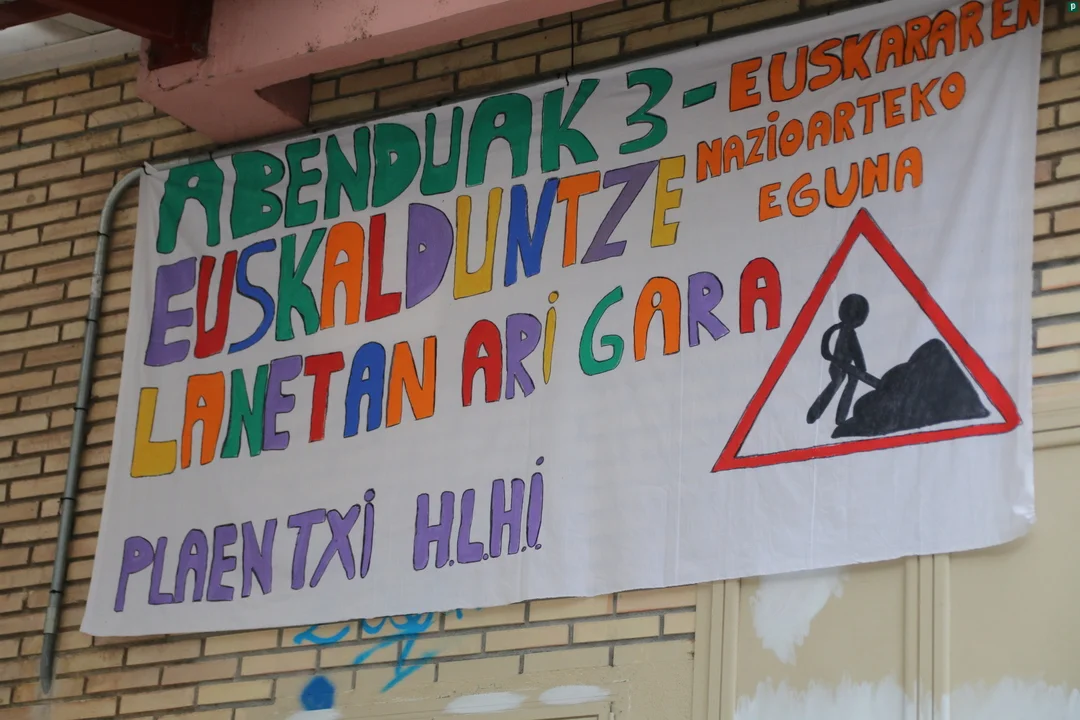 ABENDUAK 3 - EUSKARAREN
NAZIOARTEKO
EGUNA
EUSKALDUNTZE
LANETAN ARi GARA
PLAENTXi H.L.H.i.